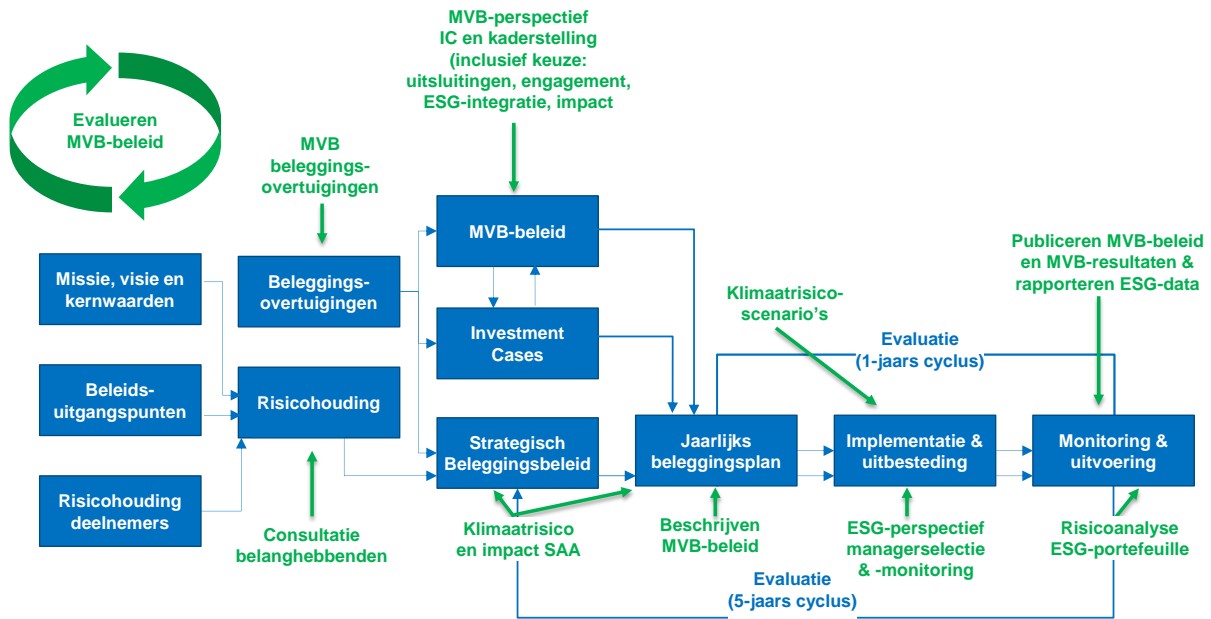 MVB-perspectief
IC en kaderstelling
(inclusief keuze:
uitsluitingen, engagement,
ESG-integratie, impact
Evalueren
MVB-beleid
MVB
beleggings-
overtuigingen
MVB-beleid
Publiceren MVB-beleid
en MVB-resultaten &
rapporteren ESG-data
Missie, visie en
kernwaarden
Beleggings-
overtuigingen
Klimaatrisico-
scenario's
Investment
Cases
Evaluatie
(1-jaars cyclus)
Beleids-
uitgangspunten
Risicohouding
Strategisch
Beleggingsbeleid
Jaarlijks
beleggingsplan
Implementatie &
uitbesteding
Monitoring &
uitvoering
Risicohouding
deelnemers
Consultatie
belanghebbenden
Klimaatrisico
en impact SAA
Beschrijven
MVB-beleid
ESG-perspectief
managerselectie
& -monitoring
Risicoanalyse
ESG-portefeuille
Evaluatie
(5-jaars cyclus)